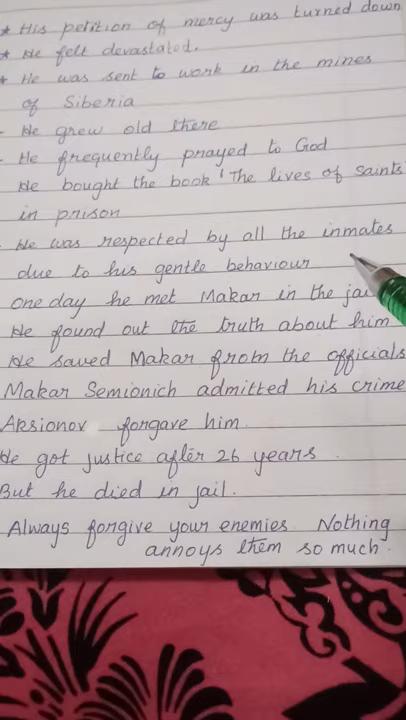 * His petition of mercy was turned down
* He felt devastated.
* He was sent to work in the mines
of Siberia
- He grew old there
- He frequently prayed to God
He bought the book 'The lives of Saints
in prison
- He was respected by all the inmates
due to his gentle behaviour
one day he met Makar in the jai
He found out the truth about him
He saved Makar from the officials
Makar Semionich admitted his crime
Aksionov forgave him.
He got justice after 26 years.
But he died in jail.
Always forgive your enemies. Nothing
annoys them so much.